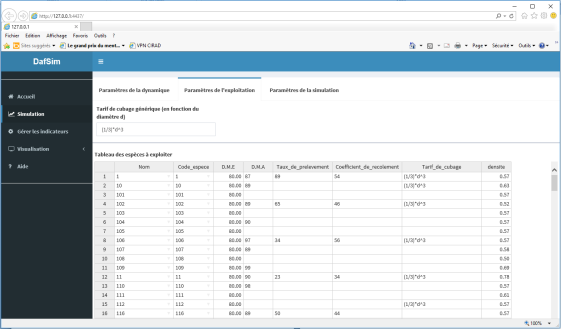 http://127.0.0.1:4437/
127.0.0.1
Fichier Edition Affichage Favoris Outils ?
Sites suggérés Le grand prix du ment... VPN CIRAD
Page Sécurité Outils
DafSim
Accueil
Simulation
Gérer les indicateurs
Visualisation
Aide
Paramètres de la dynamique Paramètres de l'exploitation Paramètres de la simulation
Tarif de cubage générique (en fonction du
diamètre d)
(1/3)*d^3
Tableau des espèces à exploiter
Nom Code_espece D.M.E D.M.A Taux_de_prelevement Coefficient_de_recolement Tarif_de_cubage densite
1 1 1 80.00 87 89 54 (1/3)*d^3 0.57
2 10 10 80.00 89 (1/3)*d^3 0.63
3 101 101 80.00 0.57
4 102 102 80.00 89 65 46 (1/3)*d^3 0.52
5 103 103 80.00 0.57
6 104 104 80.00 90 0.57
7 105 105 80.00 0.57
8 106 106 80.00 97 34 56 (1/3)*d^3 0.57
9 107 107 80.00 89 0.58
10 108 108 80.00 0.50
11 109 109 80.00 99 0.69
12 11 11 80.00 90 23 34 (1/3)*d^3 0.78
13 110 110 80.00 98 0.57
14 111 111 80.00 0.61
15 112 112 80.00 (1/3)*d^3 0.57
16 116 116 80.00 89 50 44 0.57
100%